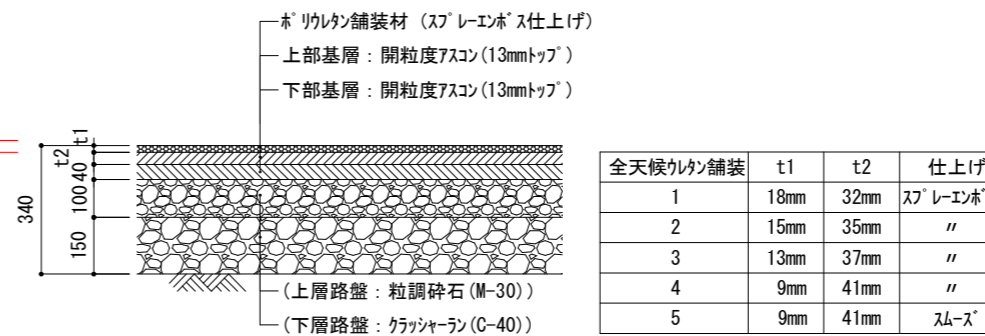 ﾎﾟﾘｳﾚﾀﾝ舗装材 (ｽﾌﾟﾚｰｴﾝﾎﾞｽ仕上げ)
上部基層：開粒度ｱｽｺﾝ(13mmﾄｯﾌﾟ)
下部基層：開粒度ｱｽｺﾝ(13mmﾄｯﾌﾟ)
t1
t2
40
100
150
340
(上層路盤：粒調砕石(M-30))
(下層路盤：ｸﾗｯｼｬｰﾗﾝ(C-40))
全天候ｳﾚﾀﾝ舗装 t1 t2 仕上げ
1 18mm 32mm ｽﾌﾟﾚｰｴﾝﾎﾞ
2 15mm 35mm 〃
3 13mm 37mm 〃
4 9mm 41mm 〃
5 9mm 41mm ｽﾑｰｽﾞ